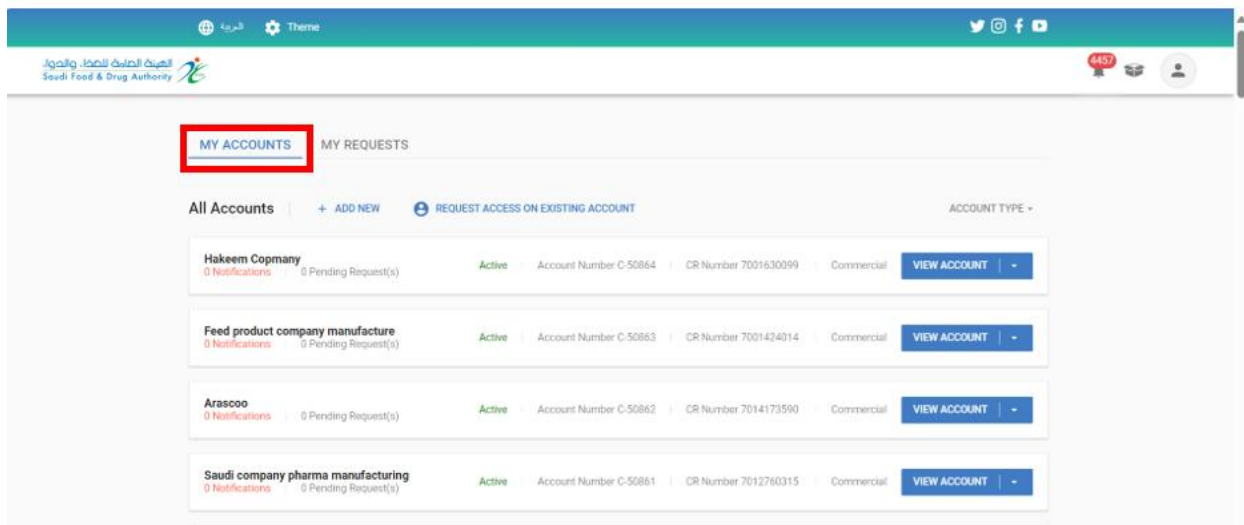 العربية Theme
الهيئة العامة للغذاء والدواء
Saudi Food & Drug Authority
4457
MY ACCOUNTS MY REQUESTS
All Accounts + ADD NEW REQUEST ACCESS ON EXISTING ACCOUNT ACCOUNT TYPE
Hakeem Copmany
0 Notifications 0 Pending Request(s) Active Account Number C-50864 CR Number 7001630099 Commercial VIEW ACCOUNT
Feed product company manufacture
0 Notifications 0 Pending Request(s) Active Account Number C-50863 CR Number 7001424014 Commercial VIEW ACCOUNT
Arascoo
0 Notifications 0 Pending Request(s) Active Account Number C-50862 CR Number 7014173590 Commercial VIEW ACCOUNT
Saudi company pharma manufacturing
0 Notifications 0 Pending Request(s) Active Account Number C-50861 CR Number 7012760315 Commercial VIEW ACCOUNT